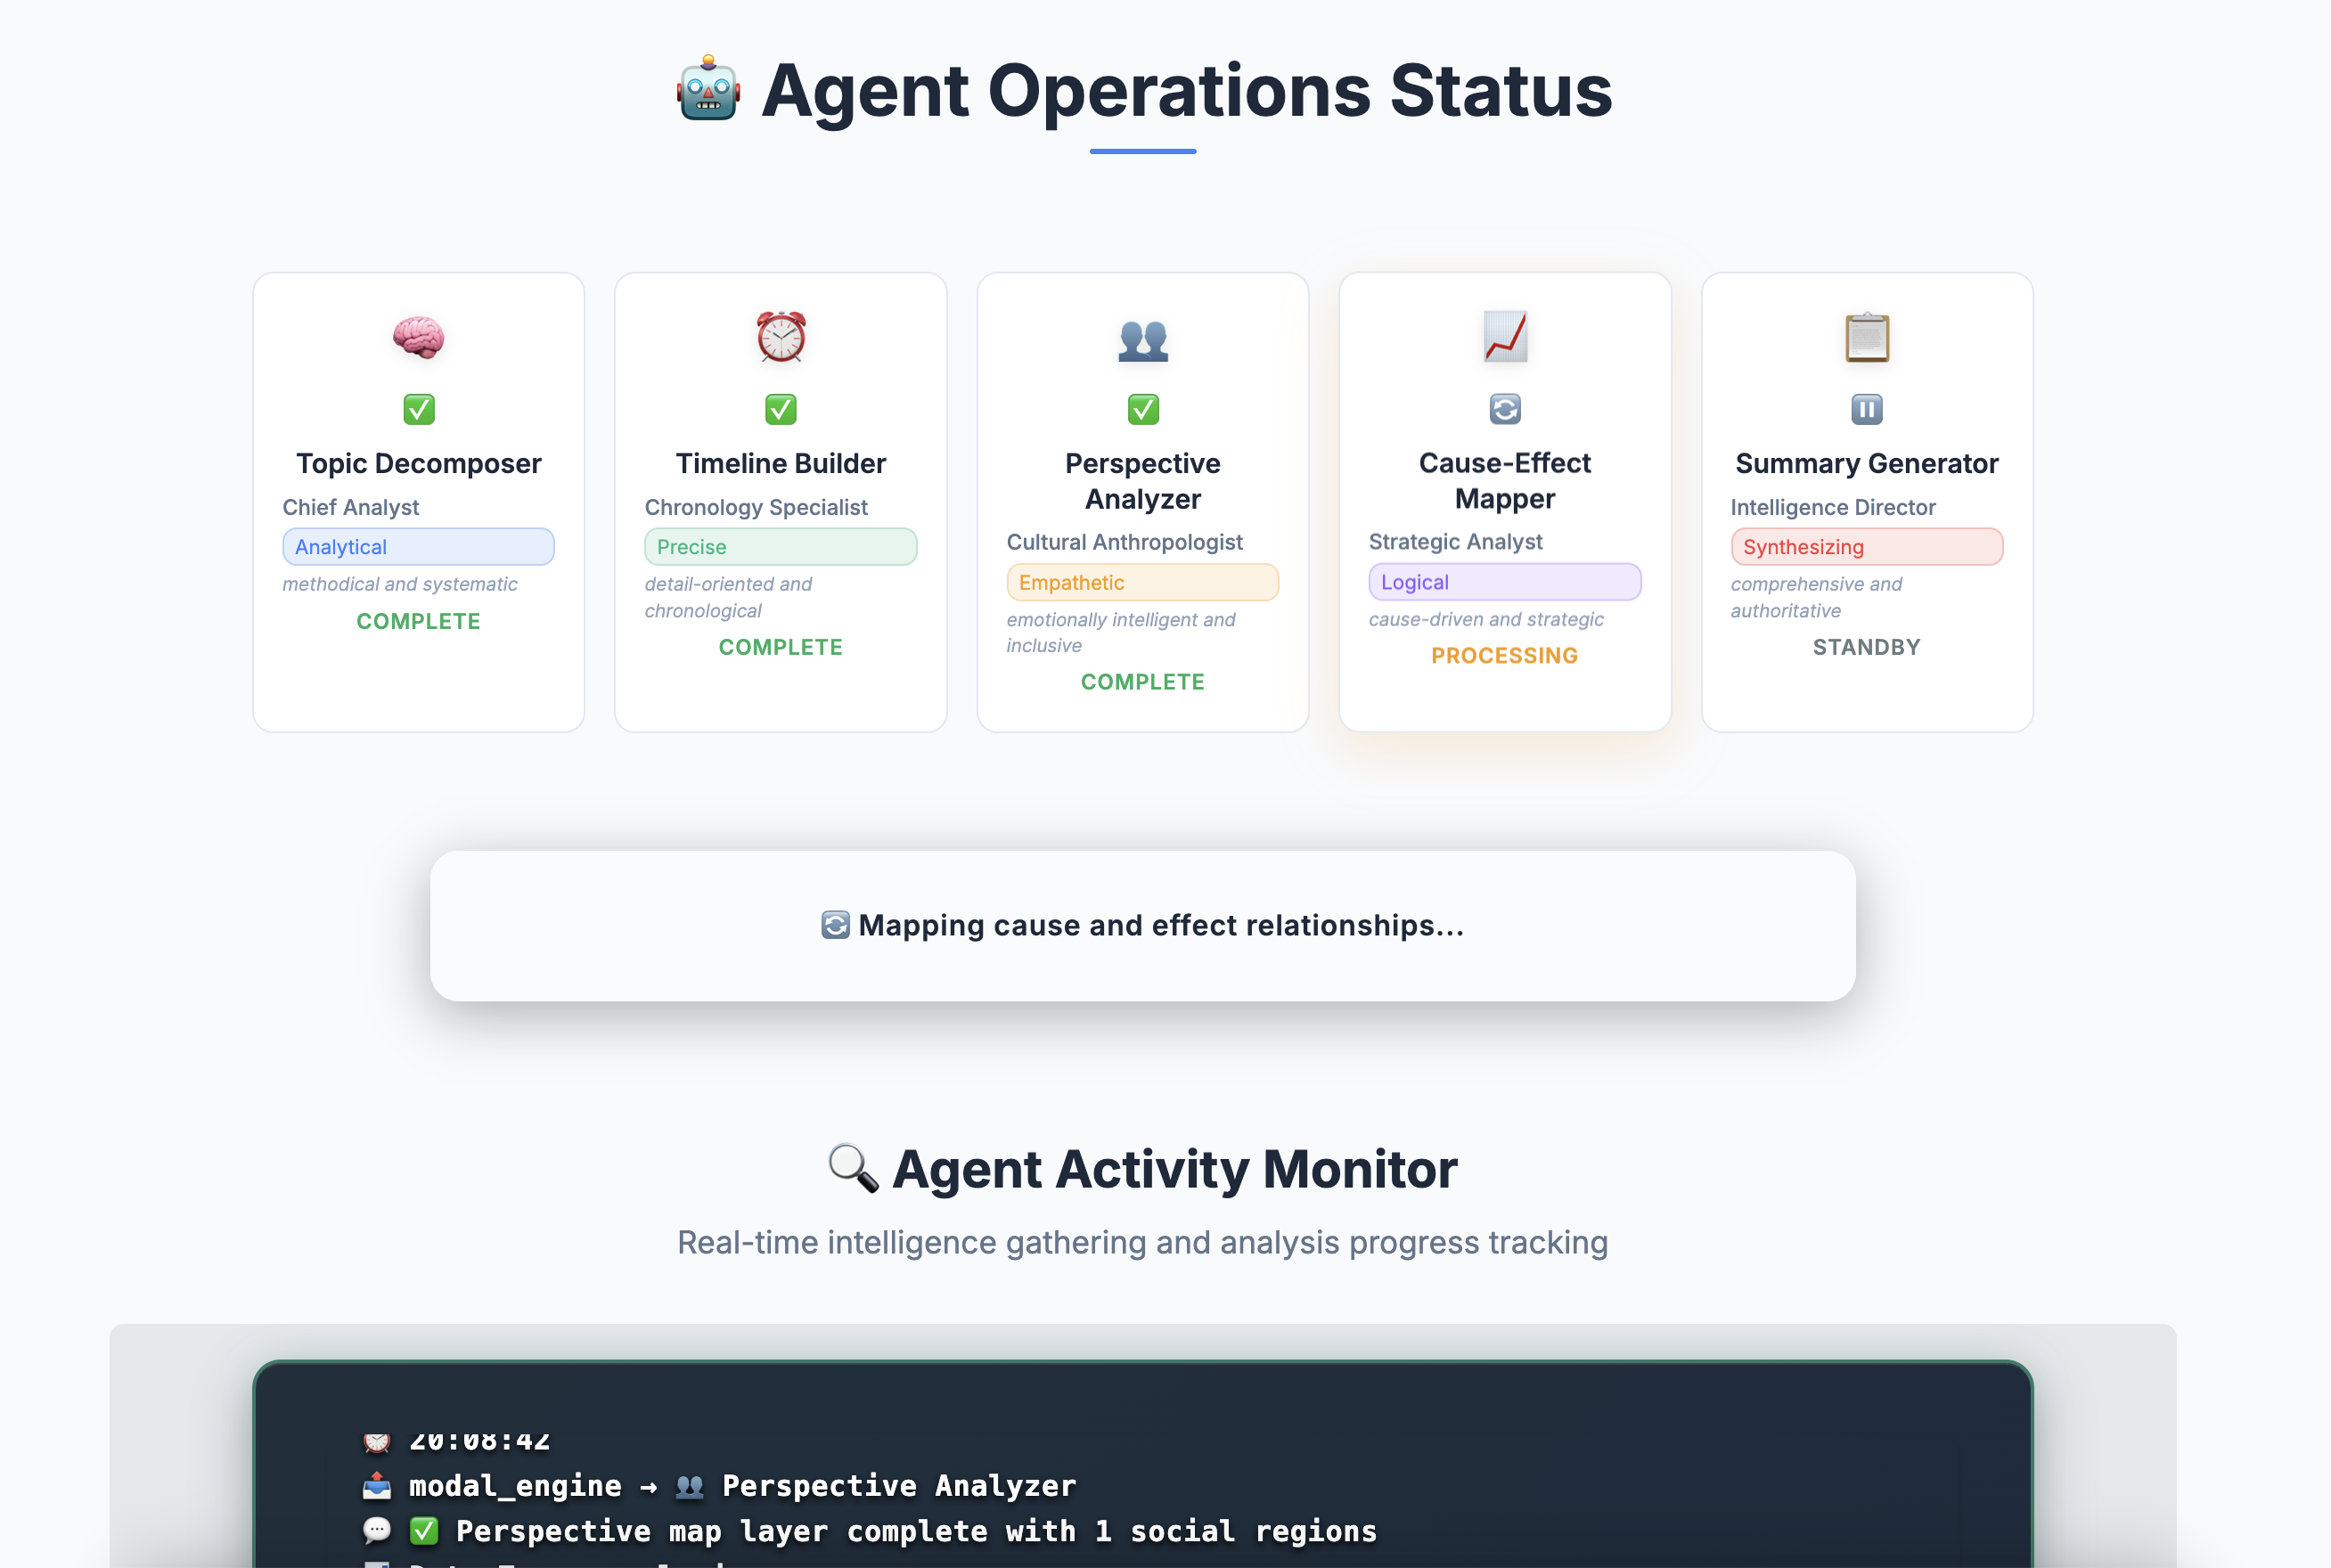 Agent Operations Status
Topic Decomposer
Chief Analyst
Analytical
methodical and systematic
COMPLETE
Timeline Builder
Chronology Specialist
Precise
detail-oriented and
chronological
COMPLETE
Perspective
Analyzer
Cultural Anthropologist
Empathetic
emotionally intelligent and
inclusive
COMPLETE
Cause-Effect
Mapper
Strategic Analyst
Logical
cause-driven and strategic
PROCESSING
Summary Generator
Intelligence Director
Synthesizing
comprehensive and
authoritative
STANDBY
Mapping cause and effect relationships...
Agent Activity Monitor
Real-time intelligence gathering and analysis progress tracking
20:08:42
modal_engine → Perspective Analyzer
Perspective map layer complete with 1 social regions